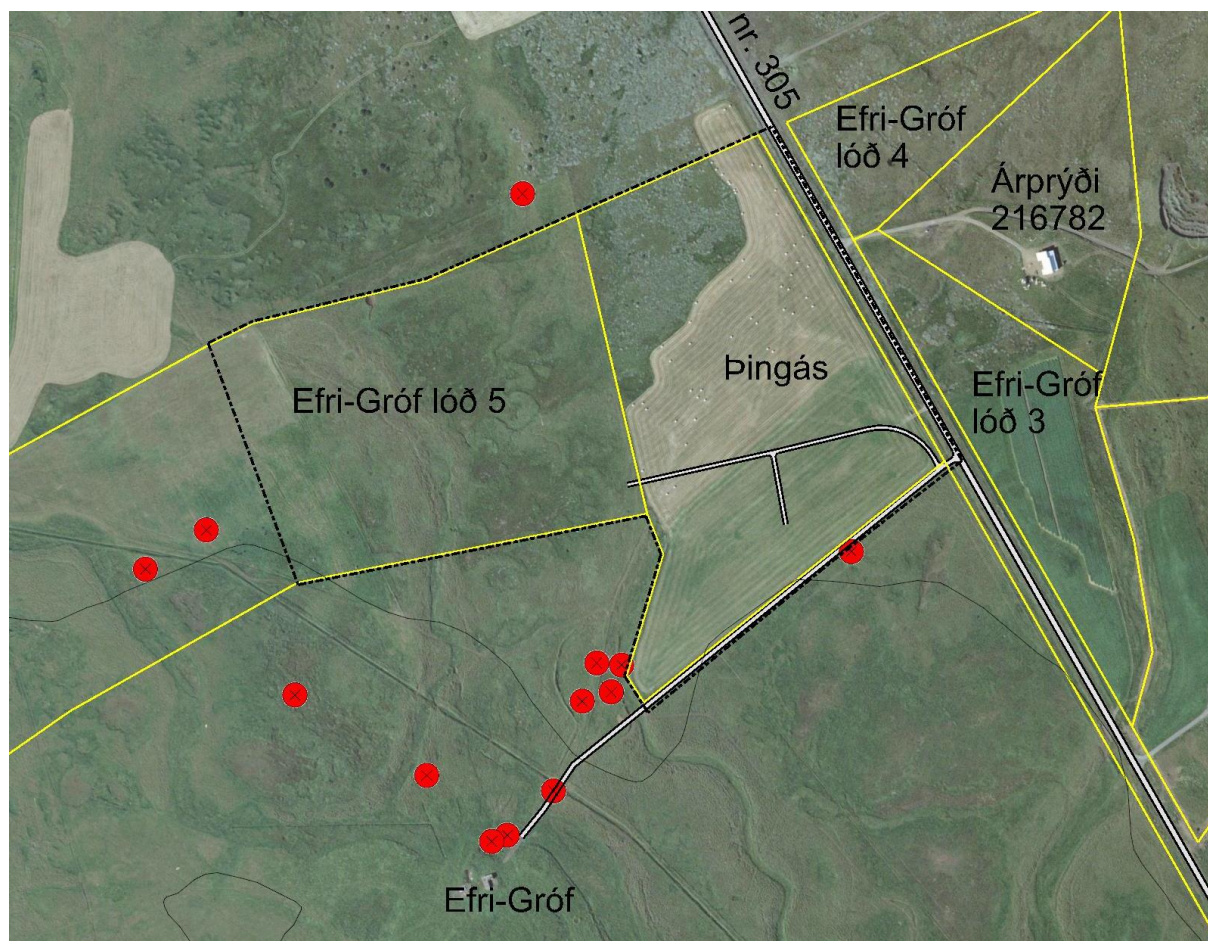 nr. 305
Efri-Gróf
lóð 4
Árprýði
216782
Þingás
Efri-Gróf
lóð 3
Efri-Gróf lóð 5
Efri-Gróf